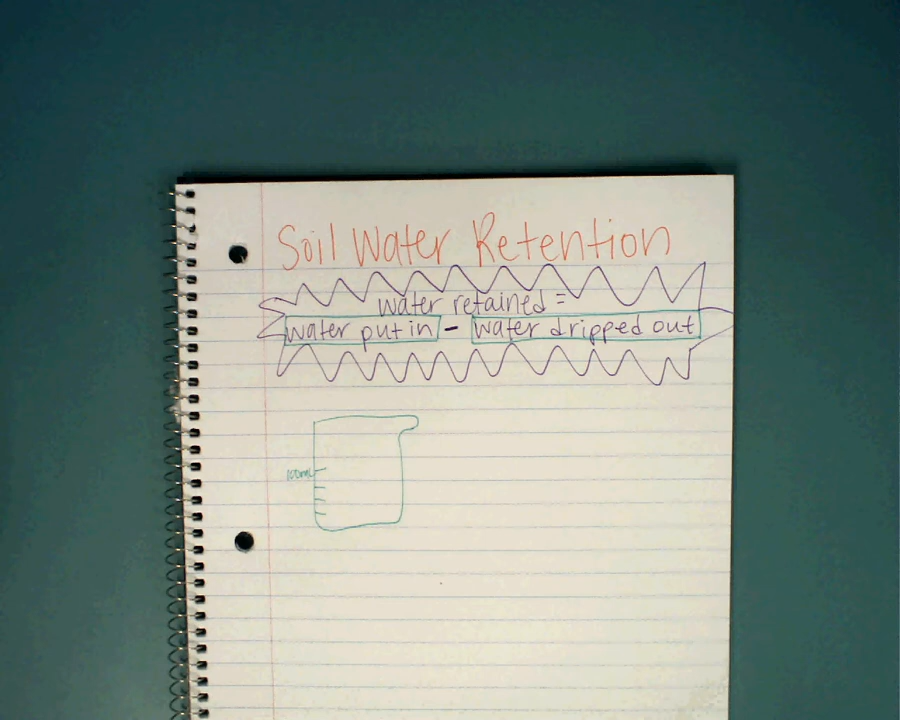 Soil Water Retention
water retained =
water put in - water dripped out
100mL